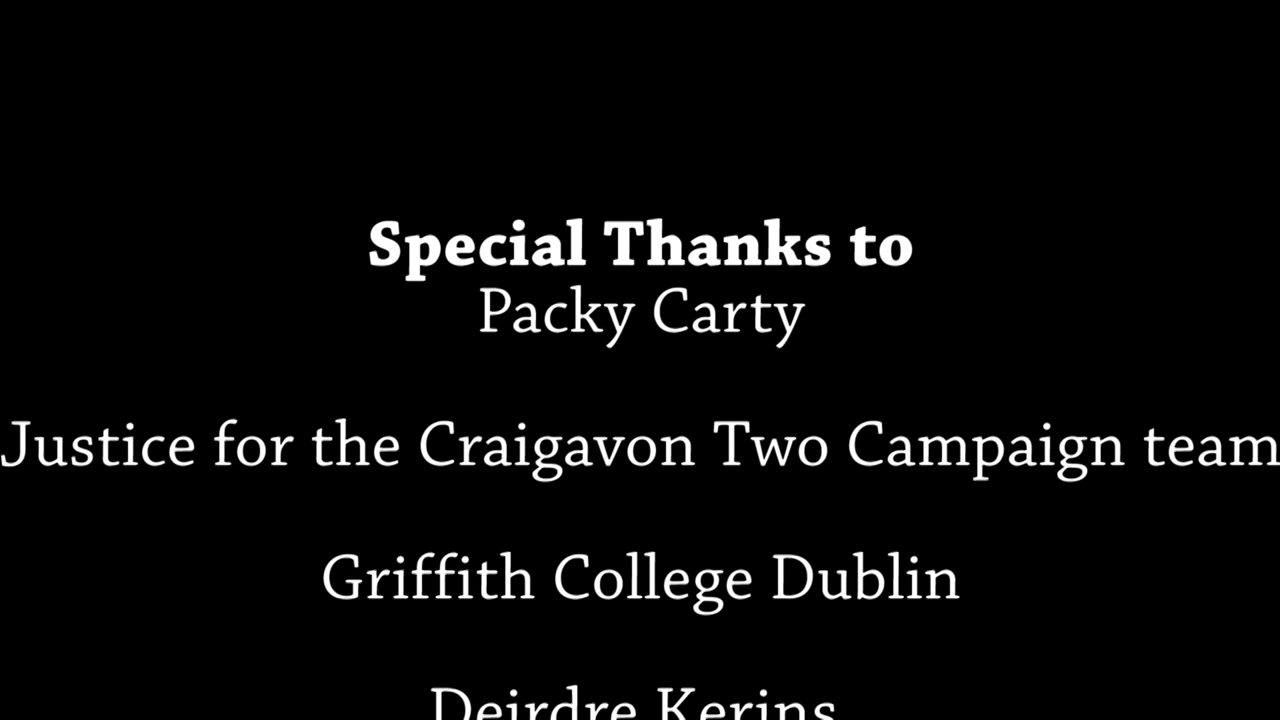 Special Thanks to
Packy Carty
Justice for the Craigavon Two Campaign team
Griffith College Dublin
Deirdre Kerins